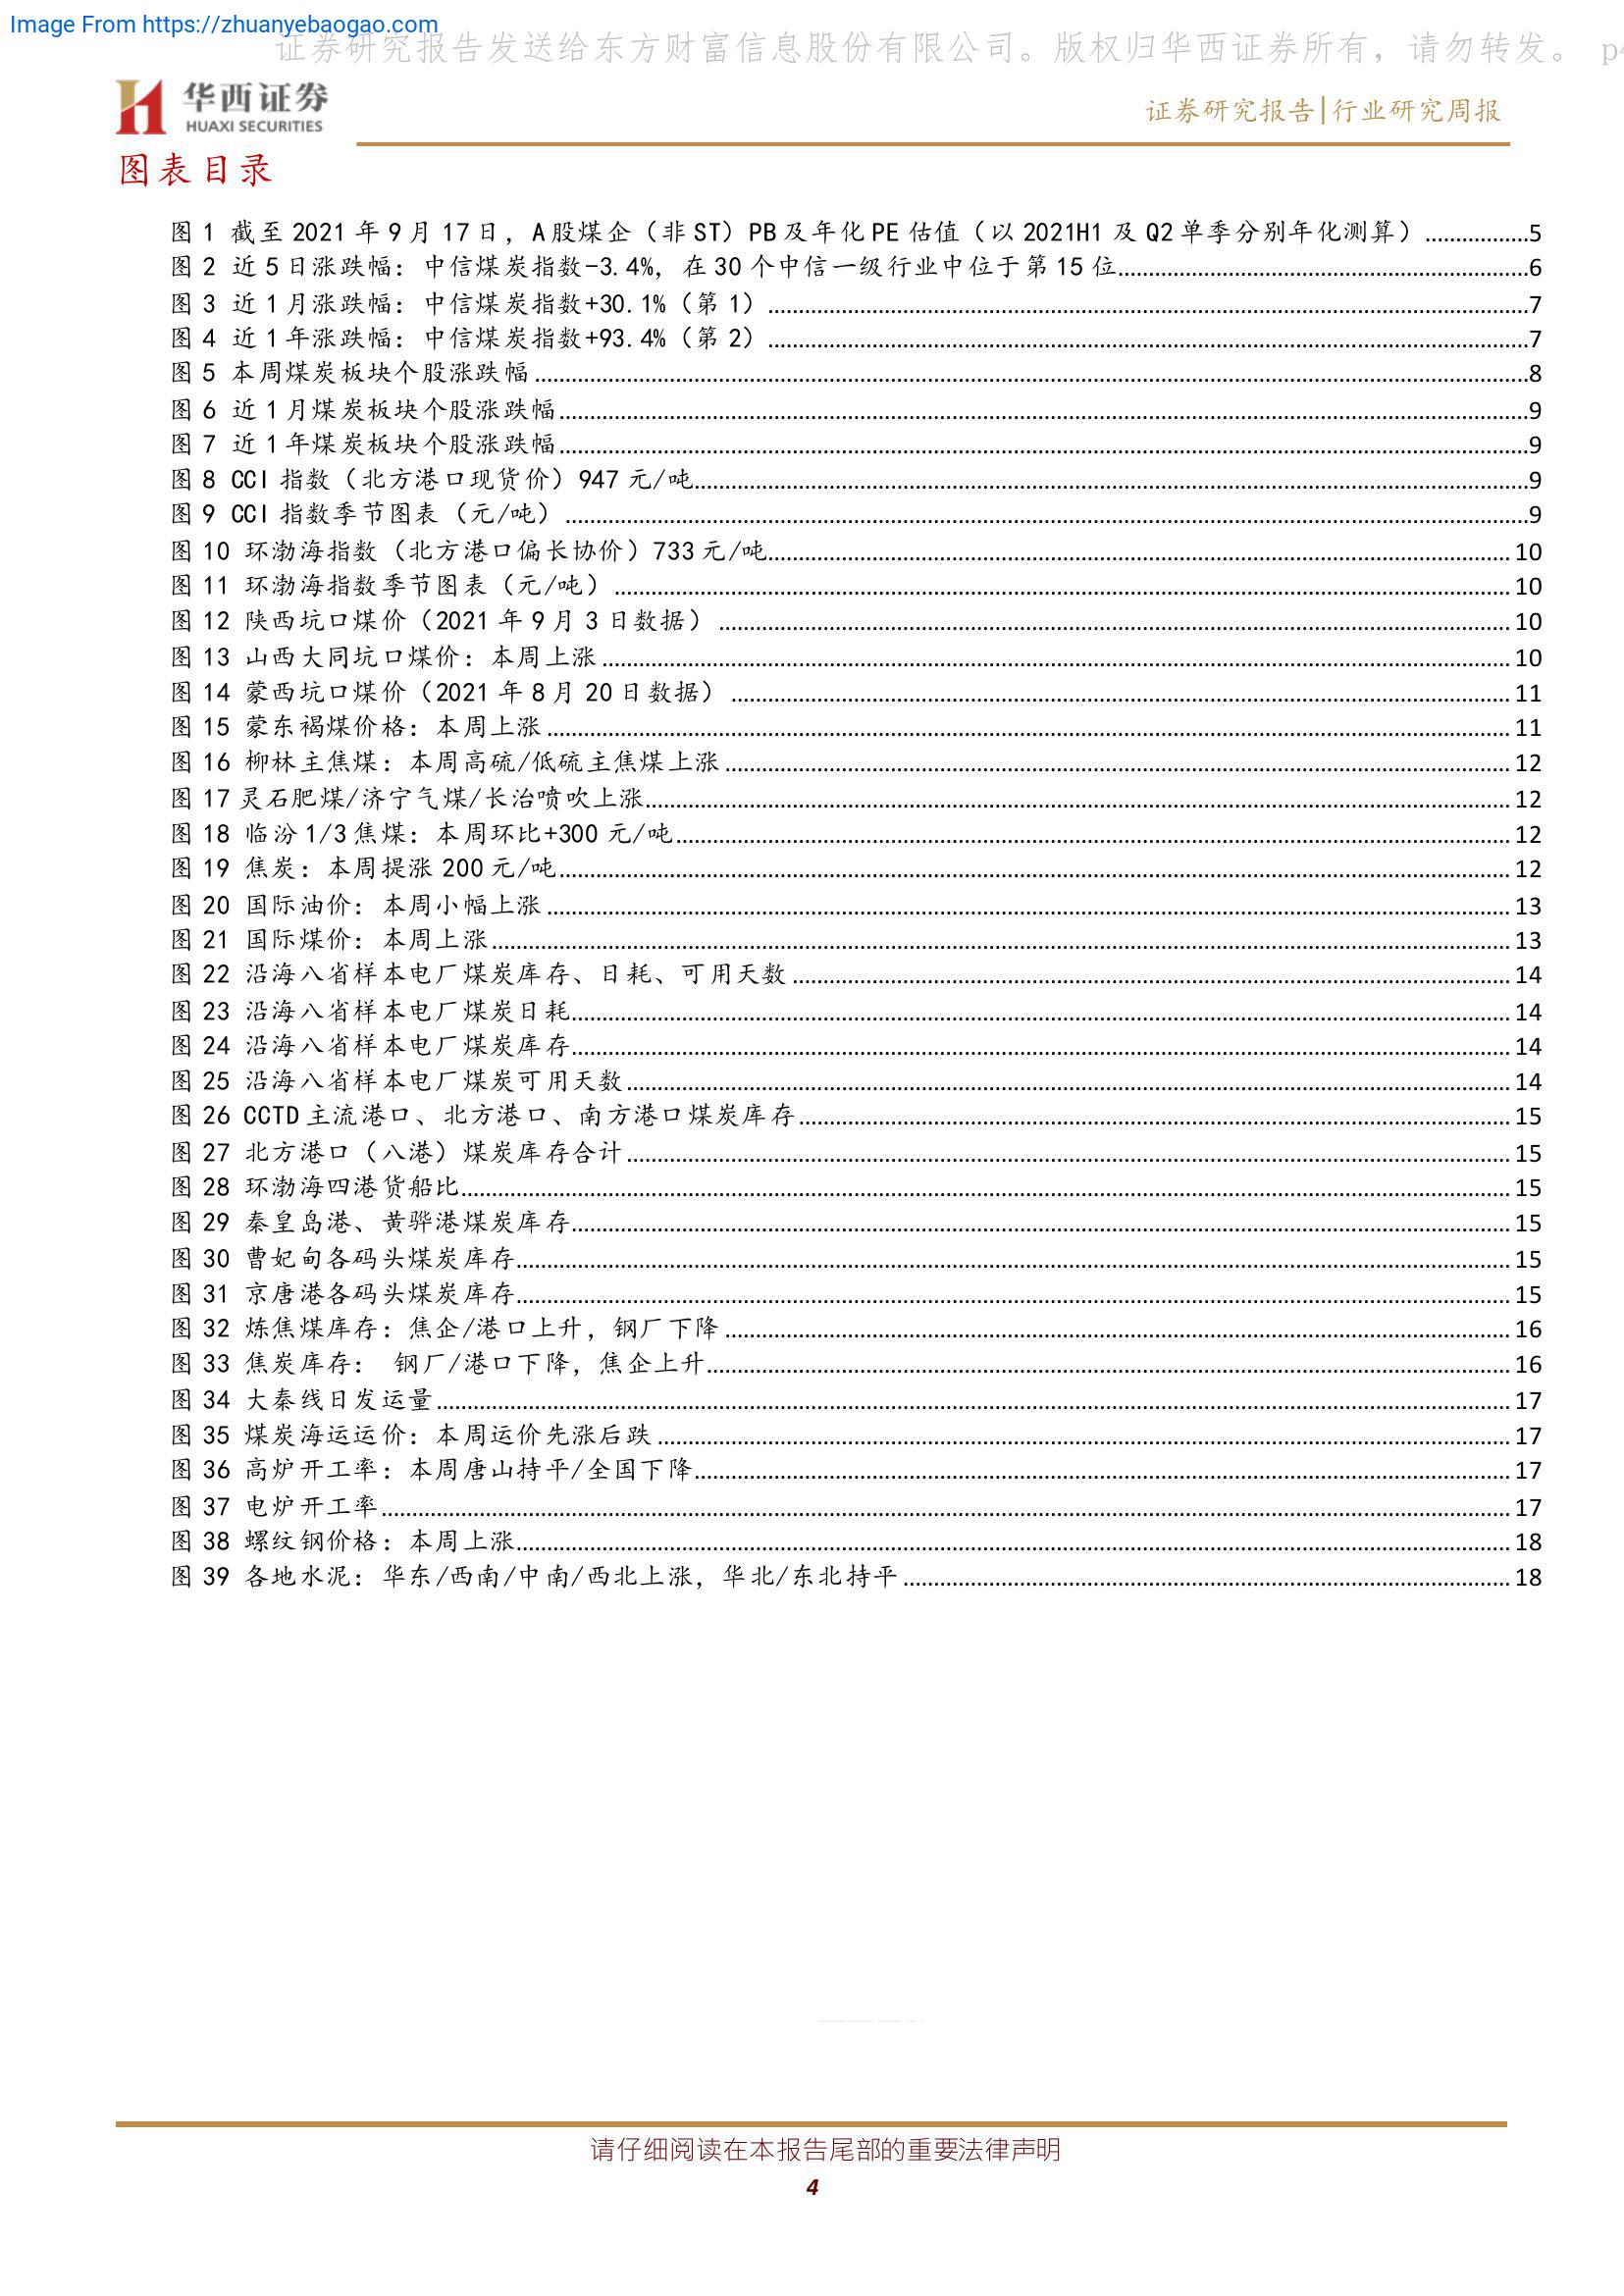 Image From https://zhuanyebaogao.com
证券研究报告发送给东方财富信息股份有限公司。版权归华西证券所有，请勿转发。 p4
华西证券
HUAXI SECURITIES
证券研究报告|行业研究周报
图表目录
图 1 截至 2021 年 9 月 17 日，A 股煤企（非 ST）PB 及年化 PE 估值（以 2021H1 及 Q2 单季分别年化测算）.................5
图 2 近 5 日涨跌幅：中信煤炭指数-3.4%，在 30 个中信一级行业中位于第 15 位.................6
图 3 近 1 月涨跌幅：中信煤炭指数+30.1%（第 1）.................7
图 4 近 1 年涨跌幅：中信煤炭指数+93.4%（第 2）.................7
图 5 本周煤炭板块个股涨跌幅.................8
图 6 近 1 月煤炭板块个股涨跌幅.................9
图 7 近 1 年煤炭板块个股涨跌幅.................9
图 8 CCI 指数（北方港口现货价）947 元/吨.................9
图 9 CCI 指数季节图表（元/吨）.................9
图 10 环渤海指数（北方港口偏长协价）733 元/吨.................10
图 11 环渤海指数季节图表（元/吨）.................10
图 12 陕西坑口煤价（2021 年 9 月 3 日数据）.................10
图 13 山西大同坑口煤价：本周上涨.................10
图 14 蒙西坑口煤价（2021 年 8 月 20 日数据）.................11
图 15 蒙东褐煤价格：本周上涨.................11
图 16 柳林主焦煤：本周高硫/低硫主焦煤上涨.................12
图 17 灵石肥煤/济宁气煤/长治喷吹上涨.................12
图 18 临汾 1/3 焦煤：本周环比+300 元/吨.................12
图 19 焦炭：本周提涨 200 元/吨.................12
图 20 国际油价：本周小幅上涨.................13
图 21 国际煤价：本周上涨.................13
图 22 沿海八省样本电厂煤炭库存、日耗、可用天数.................14
图 23 沿海八省样本电厂煤炭日耗.................14
图 24 沿海八省样本电厂煤炭库存.................14
图 25 沿海八省样本电厂煤炭可用天数.................14
图 26 CCTD 主流港口、北方港口、南方港口煤炭库存.................15
图 27 北方港口（八港）煤炭库存合计.................15
图 28 环渤海四港货船比.................15
图 29 秦皇岛港、黄骅港煤炭库存.................15
图 30 曹妃甸各码头煤炭库存.................15
图 31 京唐港各码头煤炭库存.................15
图 32 炼焦煤库存：焦企/港口上升，钢厂下降.................16
图 33 焦炭库存： 钢厂/港口下降，焦企上升.................16
图 34 大秦线日发运量.................17
图 35 煤炭海运运价：本周运价先涨后跌.................17
图 36 高炉开工率：本周唐山持平/全国下降.................17
图 37 电炉开工率.................17
图 38 螺纹钢价格：本周上涨.................18
图 39 各地水泥：华东/西南/中南/西北上涨，华北/东北持平.................18
请仔细阅读在本报告尾部的重要法律声明
4